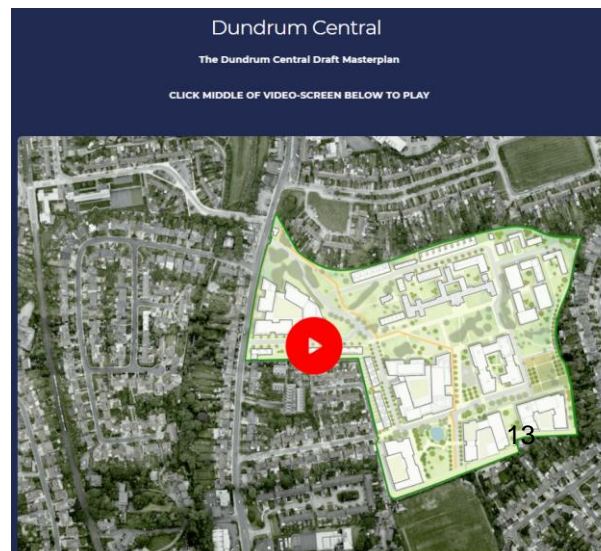 Dundrum Central
The Dundrum Central Draft Masterplan
CLICK MIDDLE OF VIDEO-SCREEN BELOW TO PLAY
13